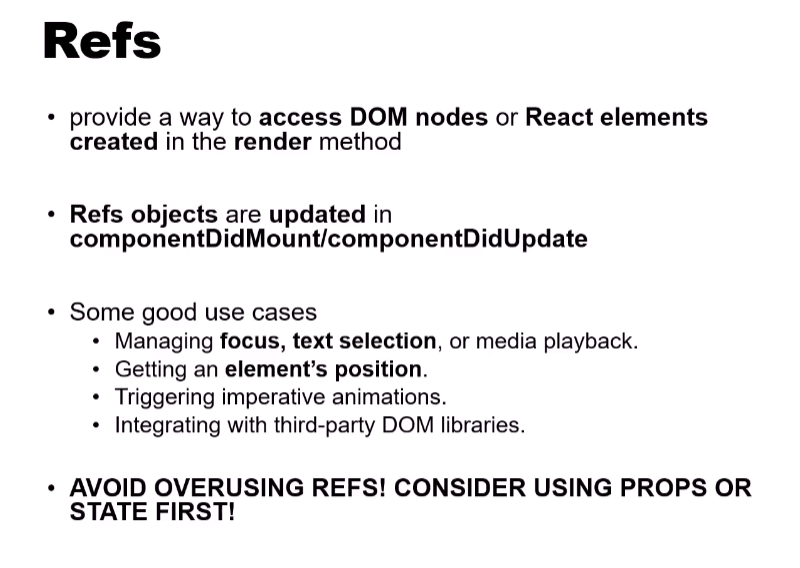 Refs
• provide a way to access DOM nodes or React elements
created in the render method
• Refs objects are updated in
componentDidMount/componentDidUpdate
• Some good use cases
• Managing focus, text selection, or media playback.
• Getting an element’s position.
• Triggering imperative animations.
• Integrating with third-party DOM libraries.
• AVOID OVERUSING REFS! CONSIDER USING PROPS OR
STATE FIRST!